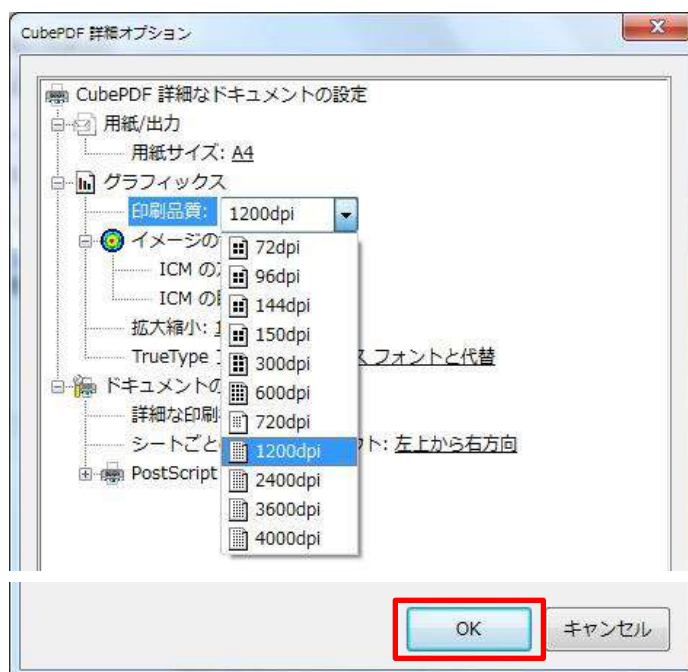 CubePDF 詳細オプション
CubePDF 詳細なドキュメントの設定
用紙/出力
用紙サイズ: A4
グラフィックス
印刷品質: 1200dpi
イメージの
72dpi
ICM の
96dpi
ICM の
144dpi
拡大縮小:
150dpi
TrueType
300dpi
ス フォントと代替
ドキュメントの
600dpi
詳細な印刷
720dpi
シートごと
1200dpi
ウト: 左上から右方向
PostScript
2400dpi
3600dpi
4000dpi
OK
キャンセル